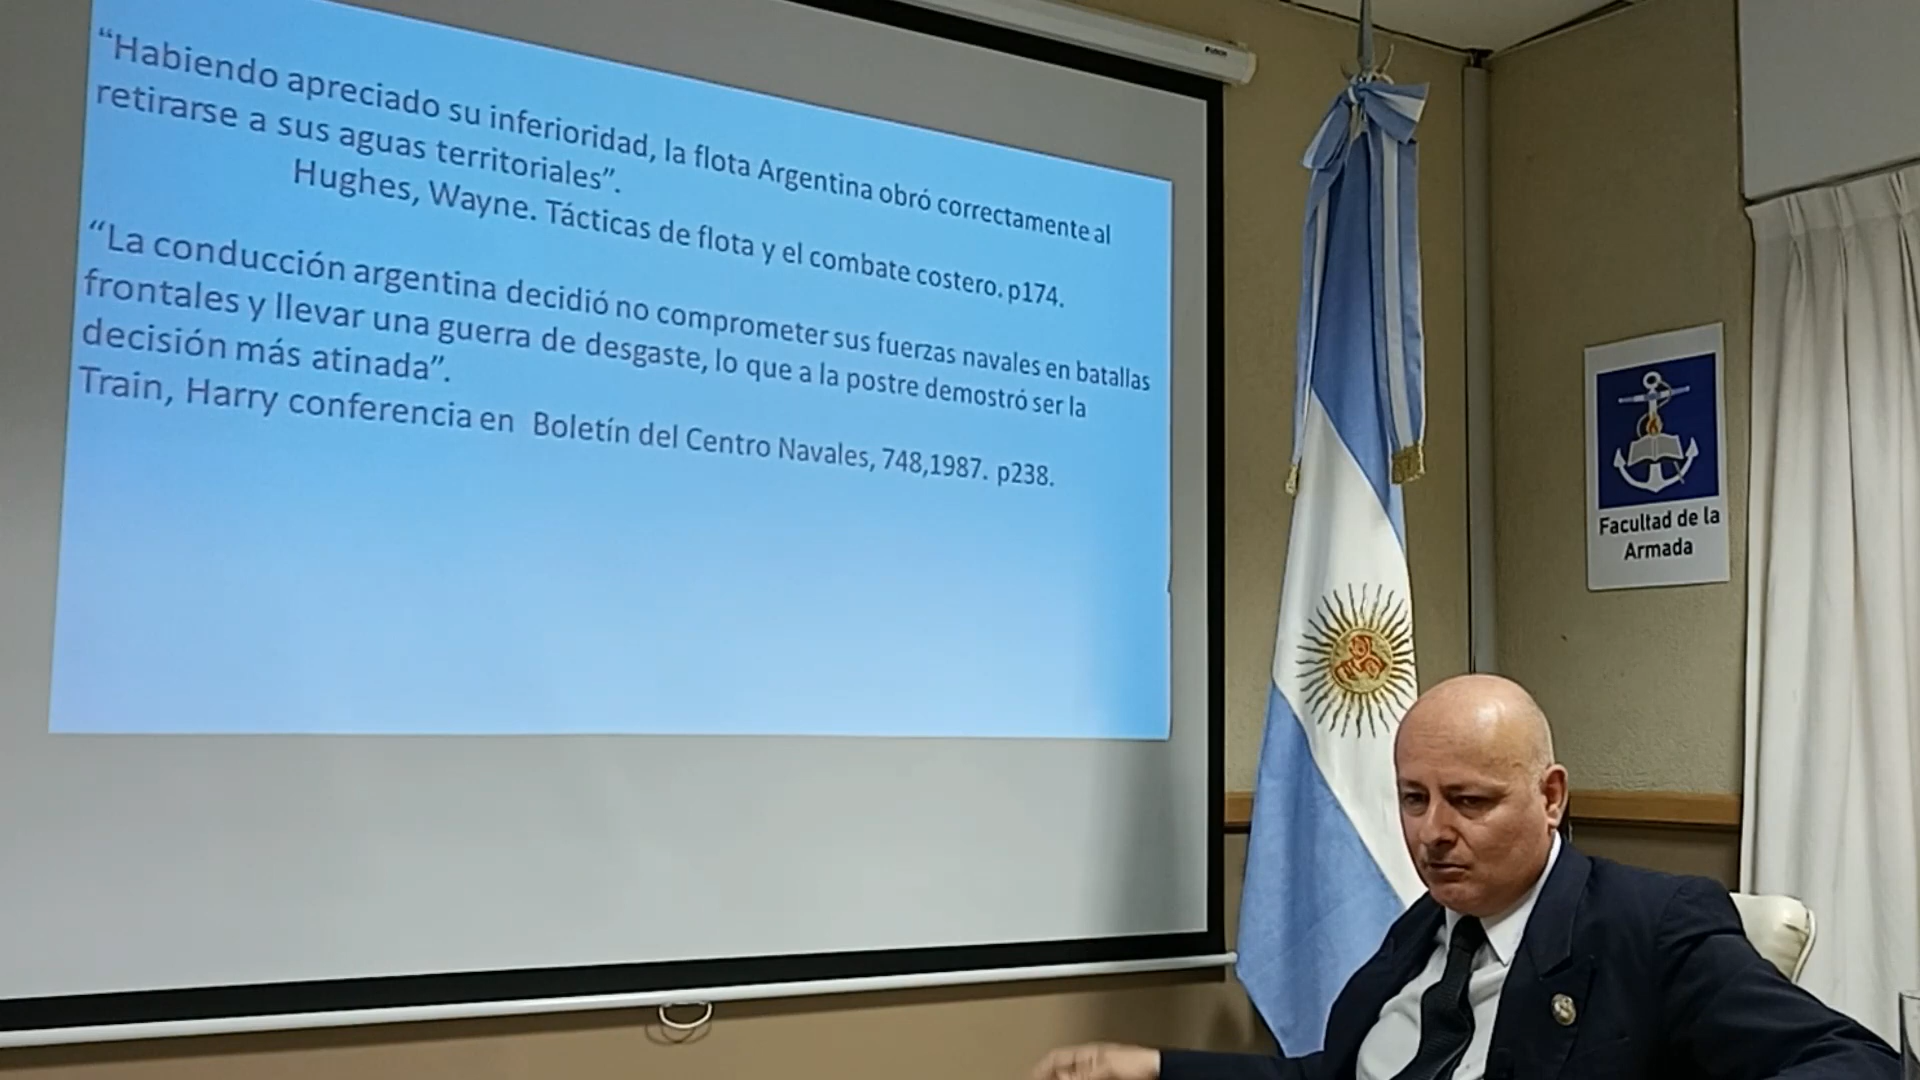 “Habiendo apreciado su inferioridad, la flota Argentina obró correctamente al
retirarse a sus aguas territoriales”.
Hughes, Wayne. Tácticas de flota y el combate costero. p174.
“La conducción argentina decidió no comprometer sus fuerzas navales en batallas
frontales y llevar una guerra de desgaste, lo que a la postre demostró ser la
decisión más atinada”.
Train, Harry conferencia en Boletín del Centro Navales, 748,1987. p238.
Facultad de la
Armada